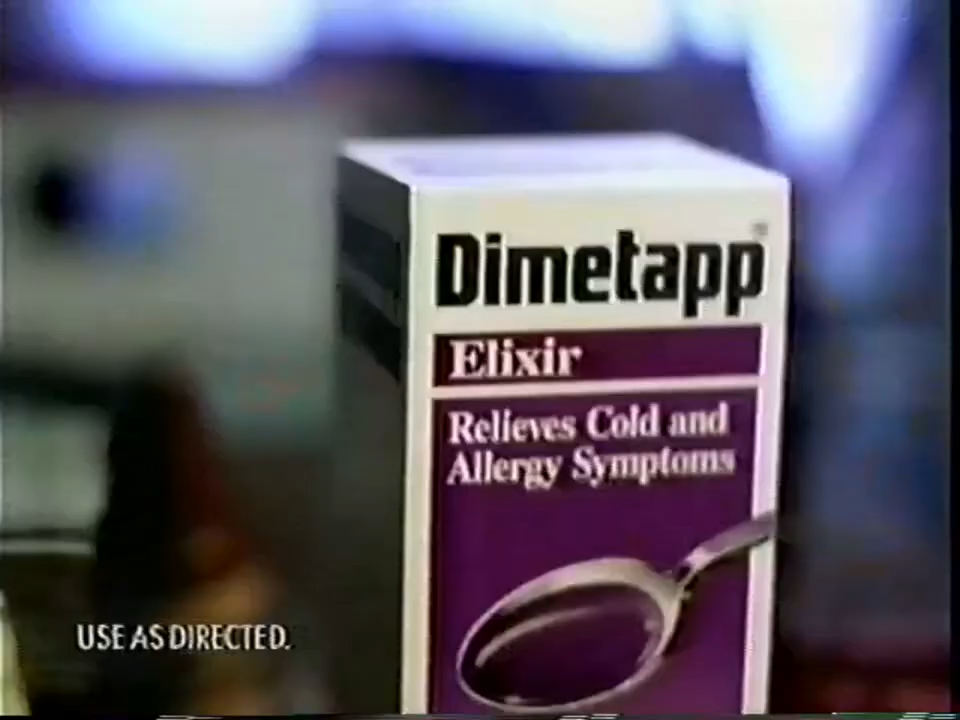 Dimetapp®
Elixir
Relieves Cold and
Allergy Symptoms
USE AS DIRECTED.